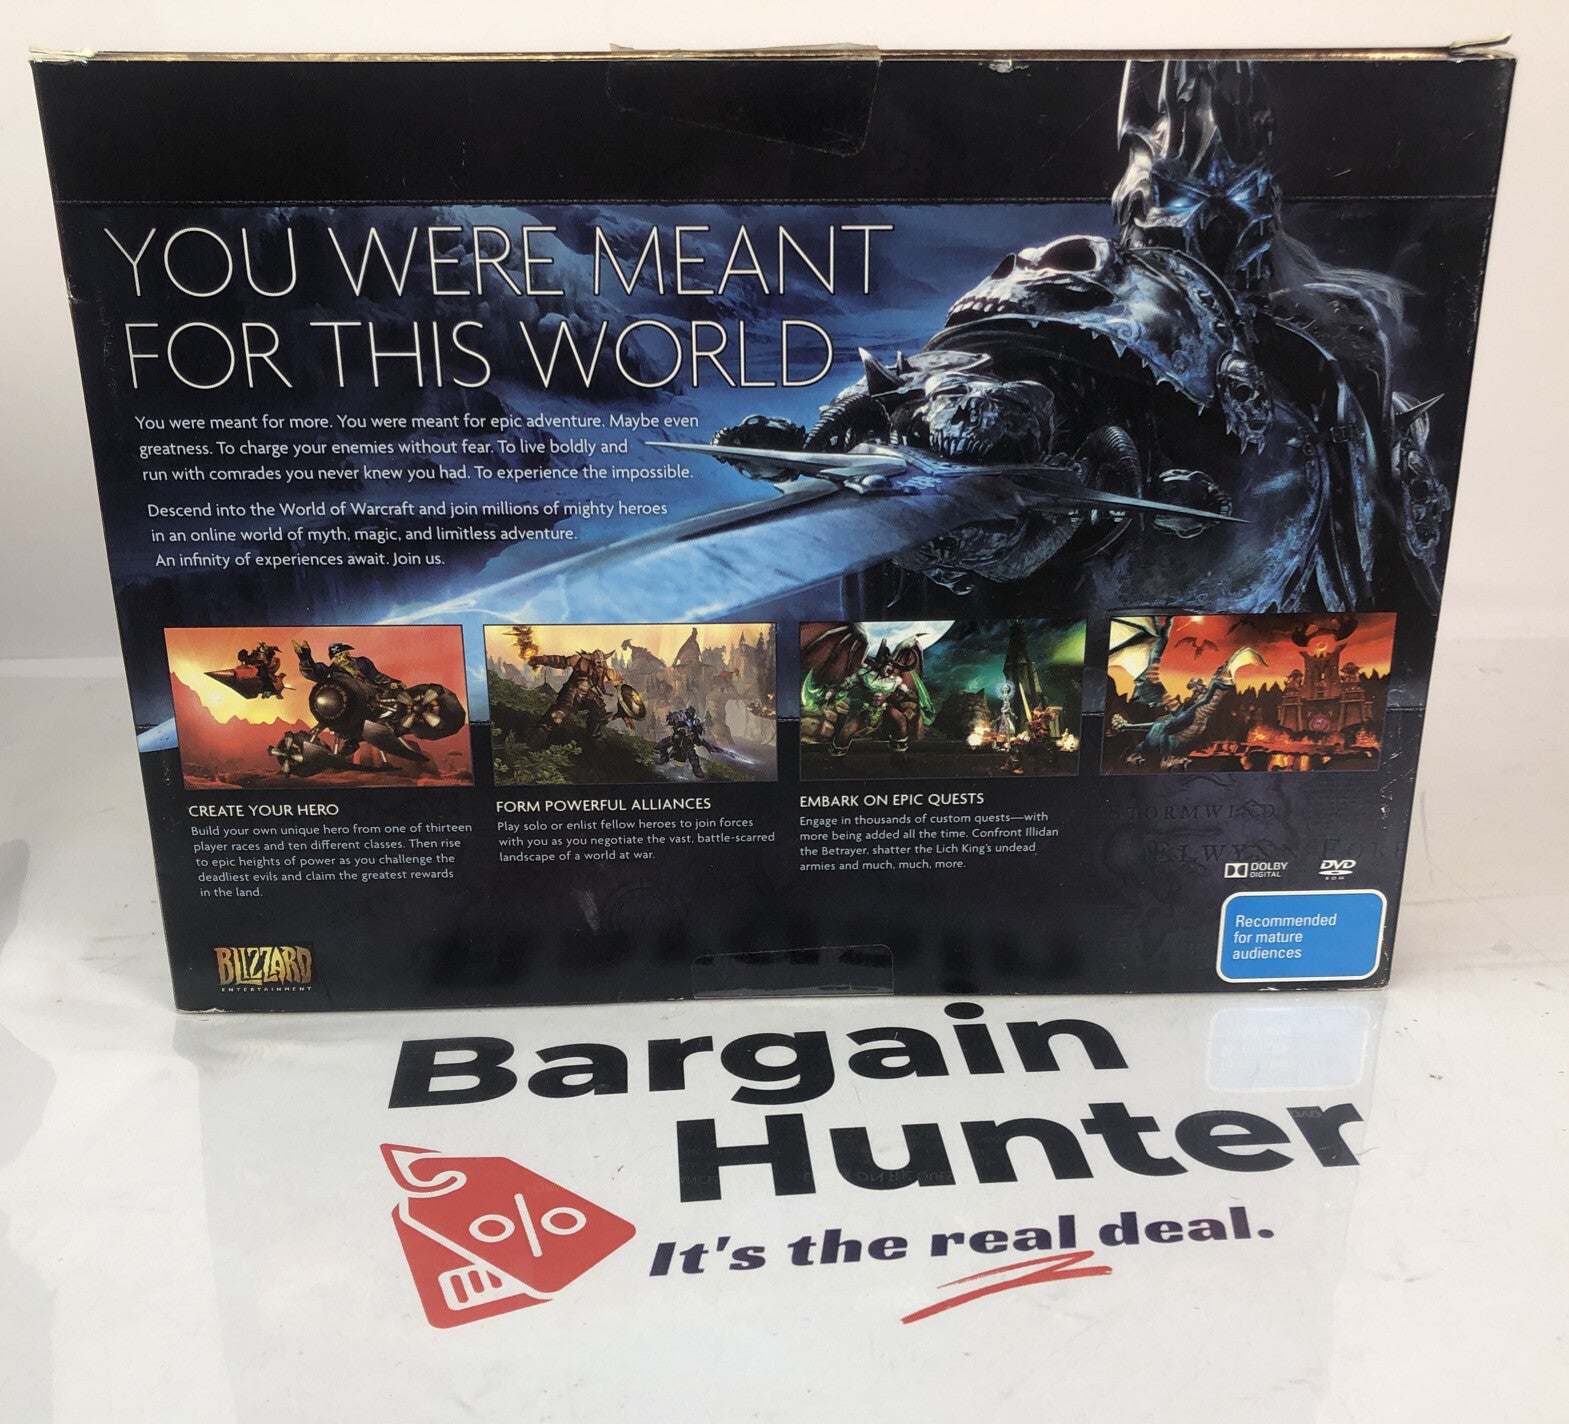 YOU WERE MEANT
FOR THIS WORLD
You were meant for more. You were meant for epic adventure. Maybe even
greatness. To charge your enemies without fear. To live boldly and
run with comrades you never knew you had. To experience the impossible.
Descend into the World of Warcraft and join millions of mighty heroes
in an online world of myth, magic, and limitless adventure.
An infinity of experiences await. Join us.
CREATE YOUR HERO
Build your own unique hero from one of thirteen
player races and ten different classes. Then rise
to epic heights of power as you challenge the
deadliest evils and claim the greatest rewards
in the land.
FORM POWERFUL ALLIANCES
Play solo or enlist fellow heroes to join forces
with you as you negotiate the vast, battle-scarred
landscape of a world at war.
EMBARK ON EPIC QUESTS
Engage in thousands of custom quests—with
more being added all the time. Confront Illidan
the Betrayer, shatter the Lich King's undead
armies and much, much, more.
STORMWIND
ELWYNN FORE
DOLBY
DIGITAL
DVD
ROM
Recommended
for mature
audiences
BLIZZARD
ENTERTAINMENT
Bargain
Hunter
%
It's the real deal.